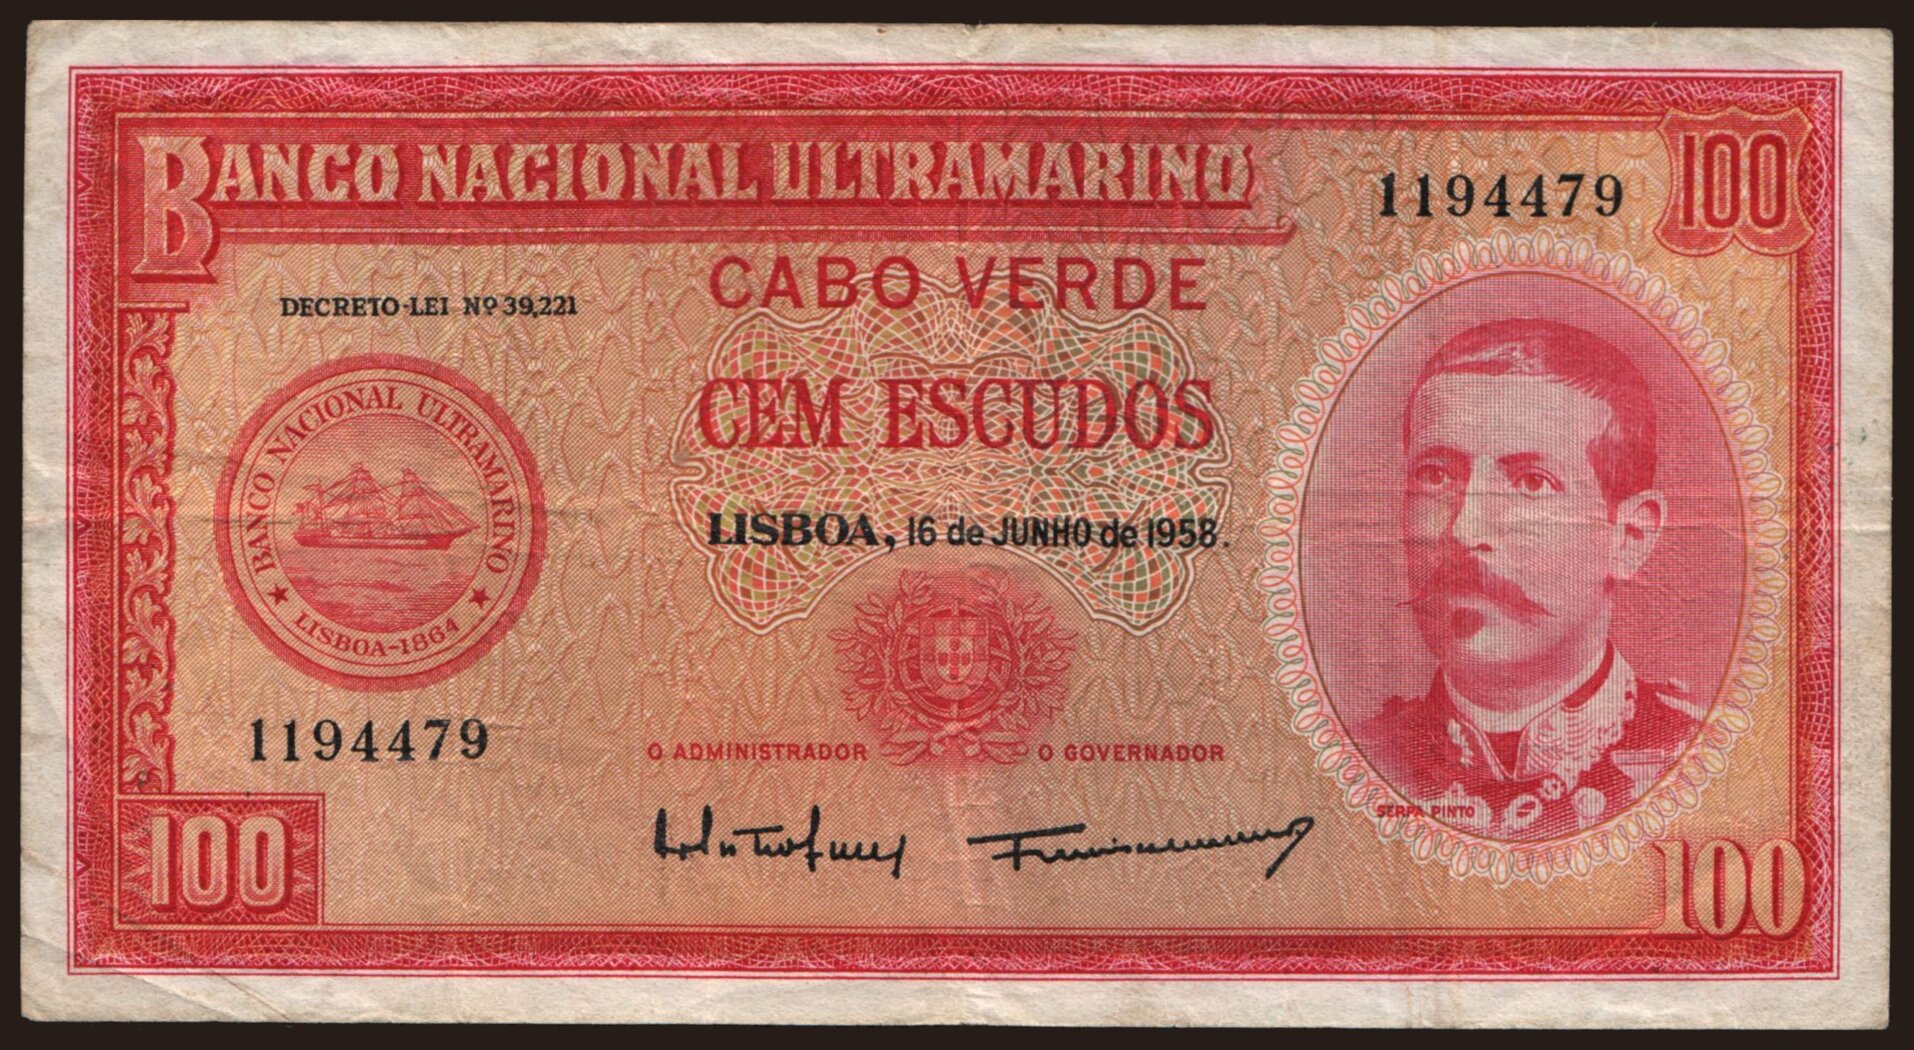 BANCO NACIONAL ULTRAMARINO
1194479
100
CABO VERDE
DECRETO-LEI Nº 39,221
CEM ESCUDOS
BANCO NACIONAL ULTRAMARINO
★ LISBOA-1864 ★
LISBOA, 16 de JUNHO de 1958.
1194479
O ADMINISTRADOR
O GOVERNADOR
SERPA PINTO
100
100